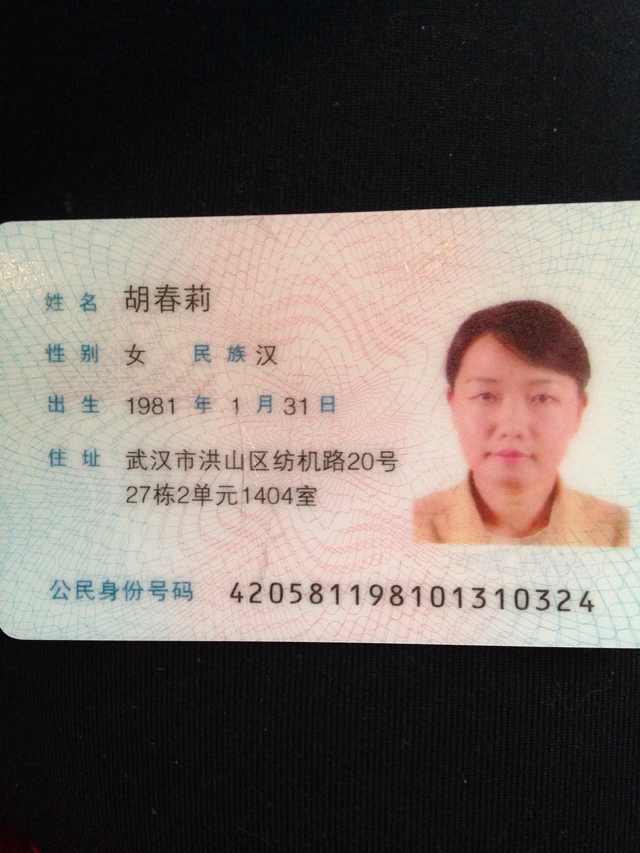 姓名 胡春莉
性别 女 民族 汉
出生 1981 年 1 月 31 日
住址 武汉市洪山区纺机路20号
27栋2单元1404室
公民身份号码 420581198101310324